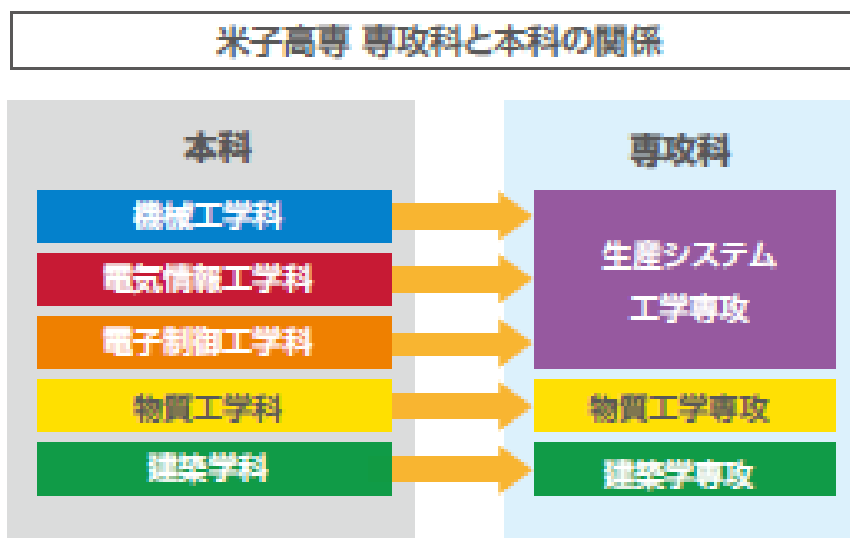 米子高専 専攻科と本科の関係
本科
専攻科
機械工学科
電気情報工学科
電子制御工学科
物質工学科
建築学科
生産システム
工学専攻
物質工学専攻
建築学専攻